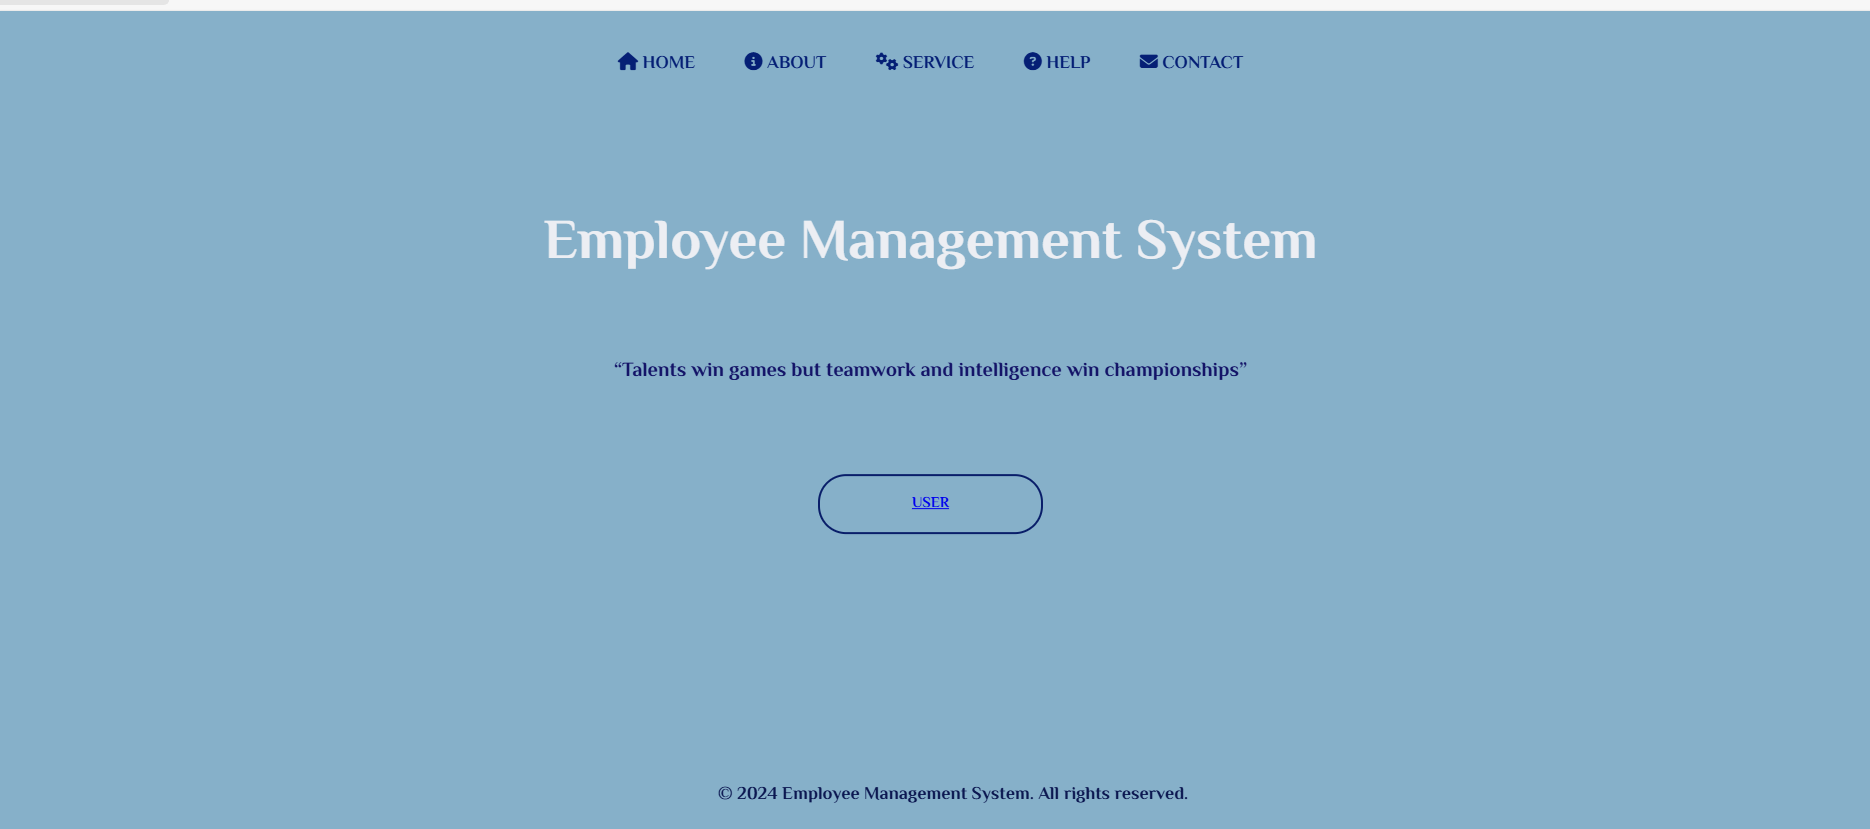 HOME ABOUT SERVICE HELP CONTACT
Employee Management System
“Talents win games but teamwork and intelligence win championships”
USER
© 2024 Employee Management System. All rights reserved.